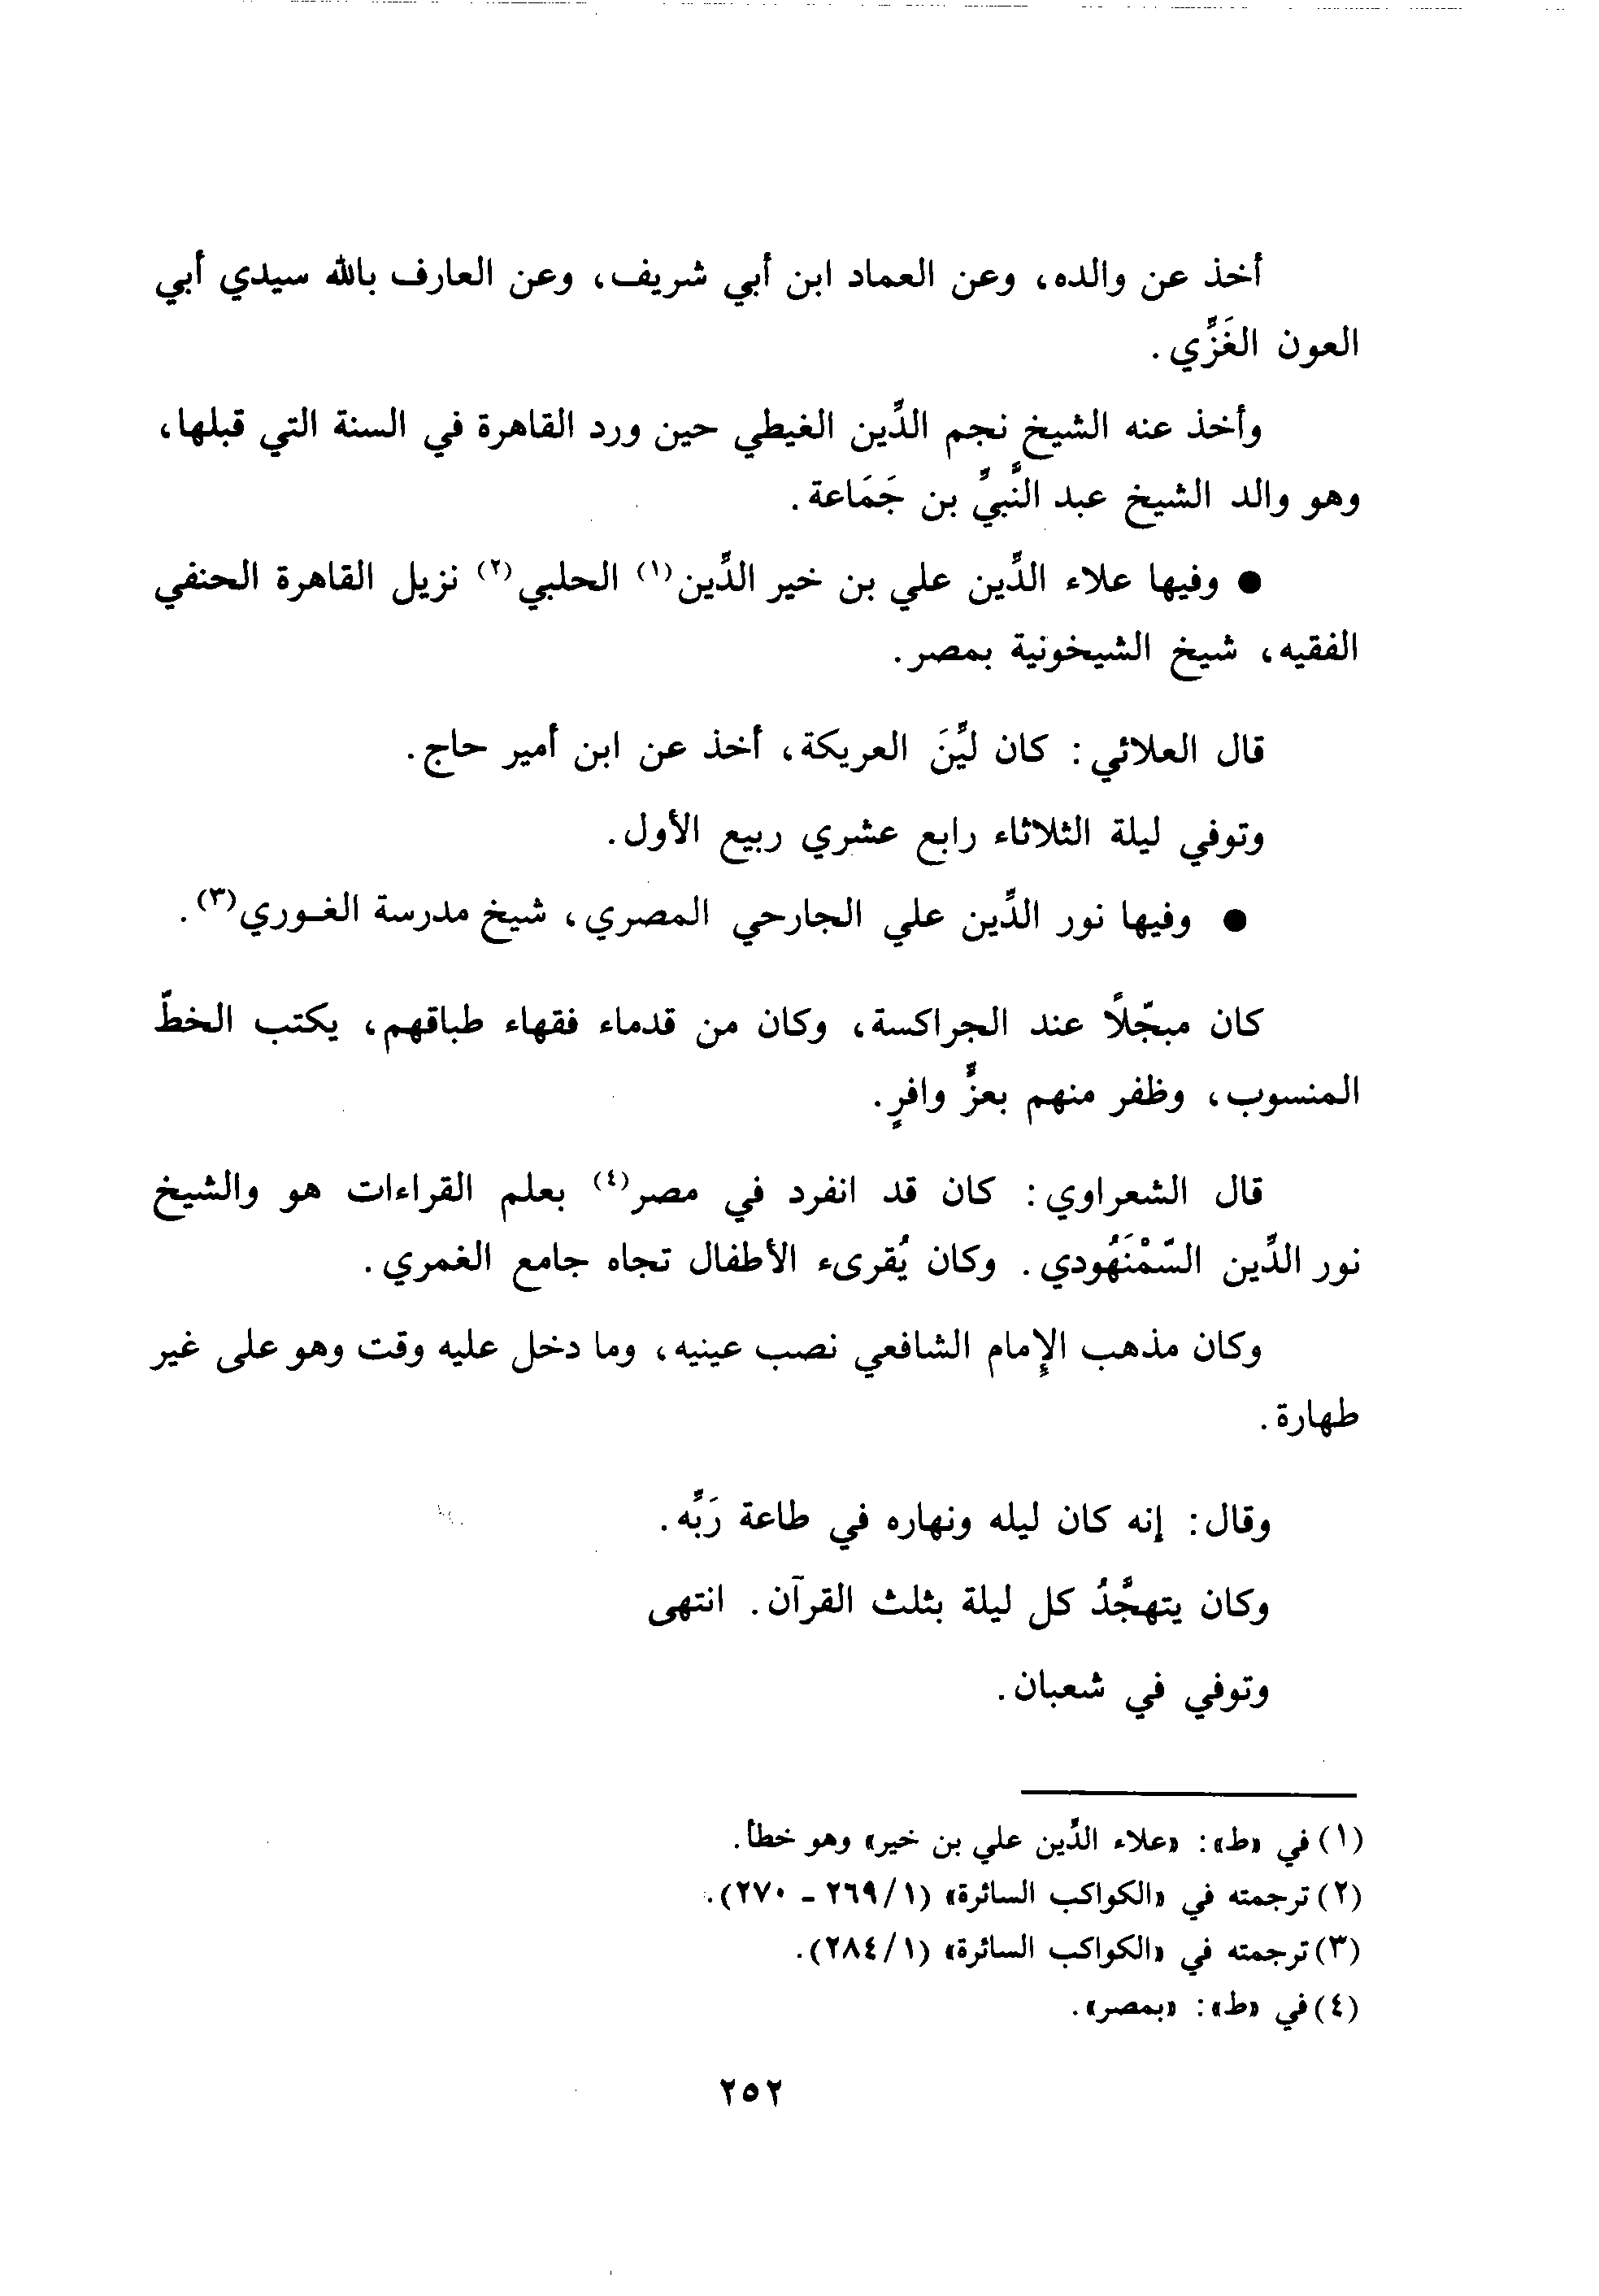 أخذ عن والده، وعن العماد ابن أبي شريف، وعن العارف بالله سيدي أبي
العون الغَزِّي.
وأخذ عنه الشيخ نجم الدِّين الغيطي حين ورد القاهرة في السنة التي قبلها،
وهو والد الشيخ عبد النَّبيِّ بن جَمَاعة.
● وفيها علاء الدِّين علي بن خير الدِّين(١) الحلبي(٢) نزيل القاهرة الحنفي
الفقيه، شيخ الشيخونية بمصر.
قال العلائي: كان ليِّنَ العريكة، أخذ عن ابن أمير حاج.
وتوفي ليلة الثلاثاء رابع عشري ربيع الأول.
● وفيها نور الدِّين علي الجارحي المصري، شيخ مدرسة الغوري(٣).
كان مبجّلاً عند الجراكسة، وكان من قدماء فقهاء طباقهم، يكتب الخطّ
المنسوب، وظفر منهم بعزٍّ وافرٍ.
قال الشعراوي: كان قد انفرد في مصر(٤) بعلم القراءات هو والشيخ
نور الدِّين السّمْنَهُودي. وكان يُقرىء الأطفال تجاه جامع الغمري.
وكان مذهب الإمام الشافعي نصب عينيه، وما دخل عليه وقت وهو على غير
طهارة.
وقال: إنه كان ليله ونهاره في طاعة رَبِّه.
وكان يتهجَّدُ كل ليلة بثلث القرآن. انتهى
وتوفي في شعبان.
(١) في «ط»: «علاء الدِّين علي بن خير» وهو خطأ.
(٢) ترجمته في «الكواكب السائرة» (١/٢٦٩ - ٢٧٠).
(٣) ترجمته في «الكواكب السائرة» (١/٢٨٤).
(٤) في «ط»: «بمصر».
٢٥٢